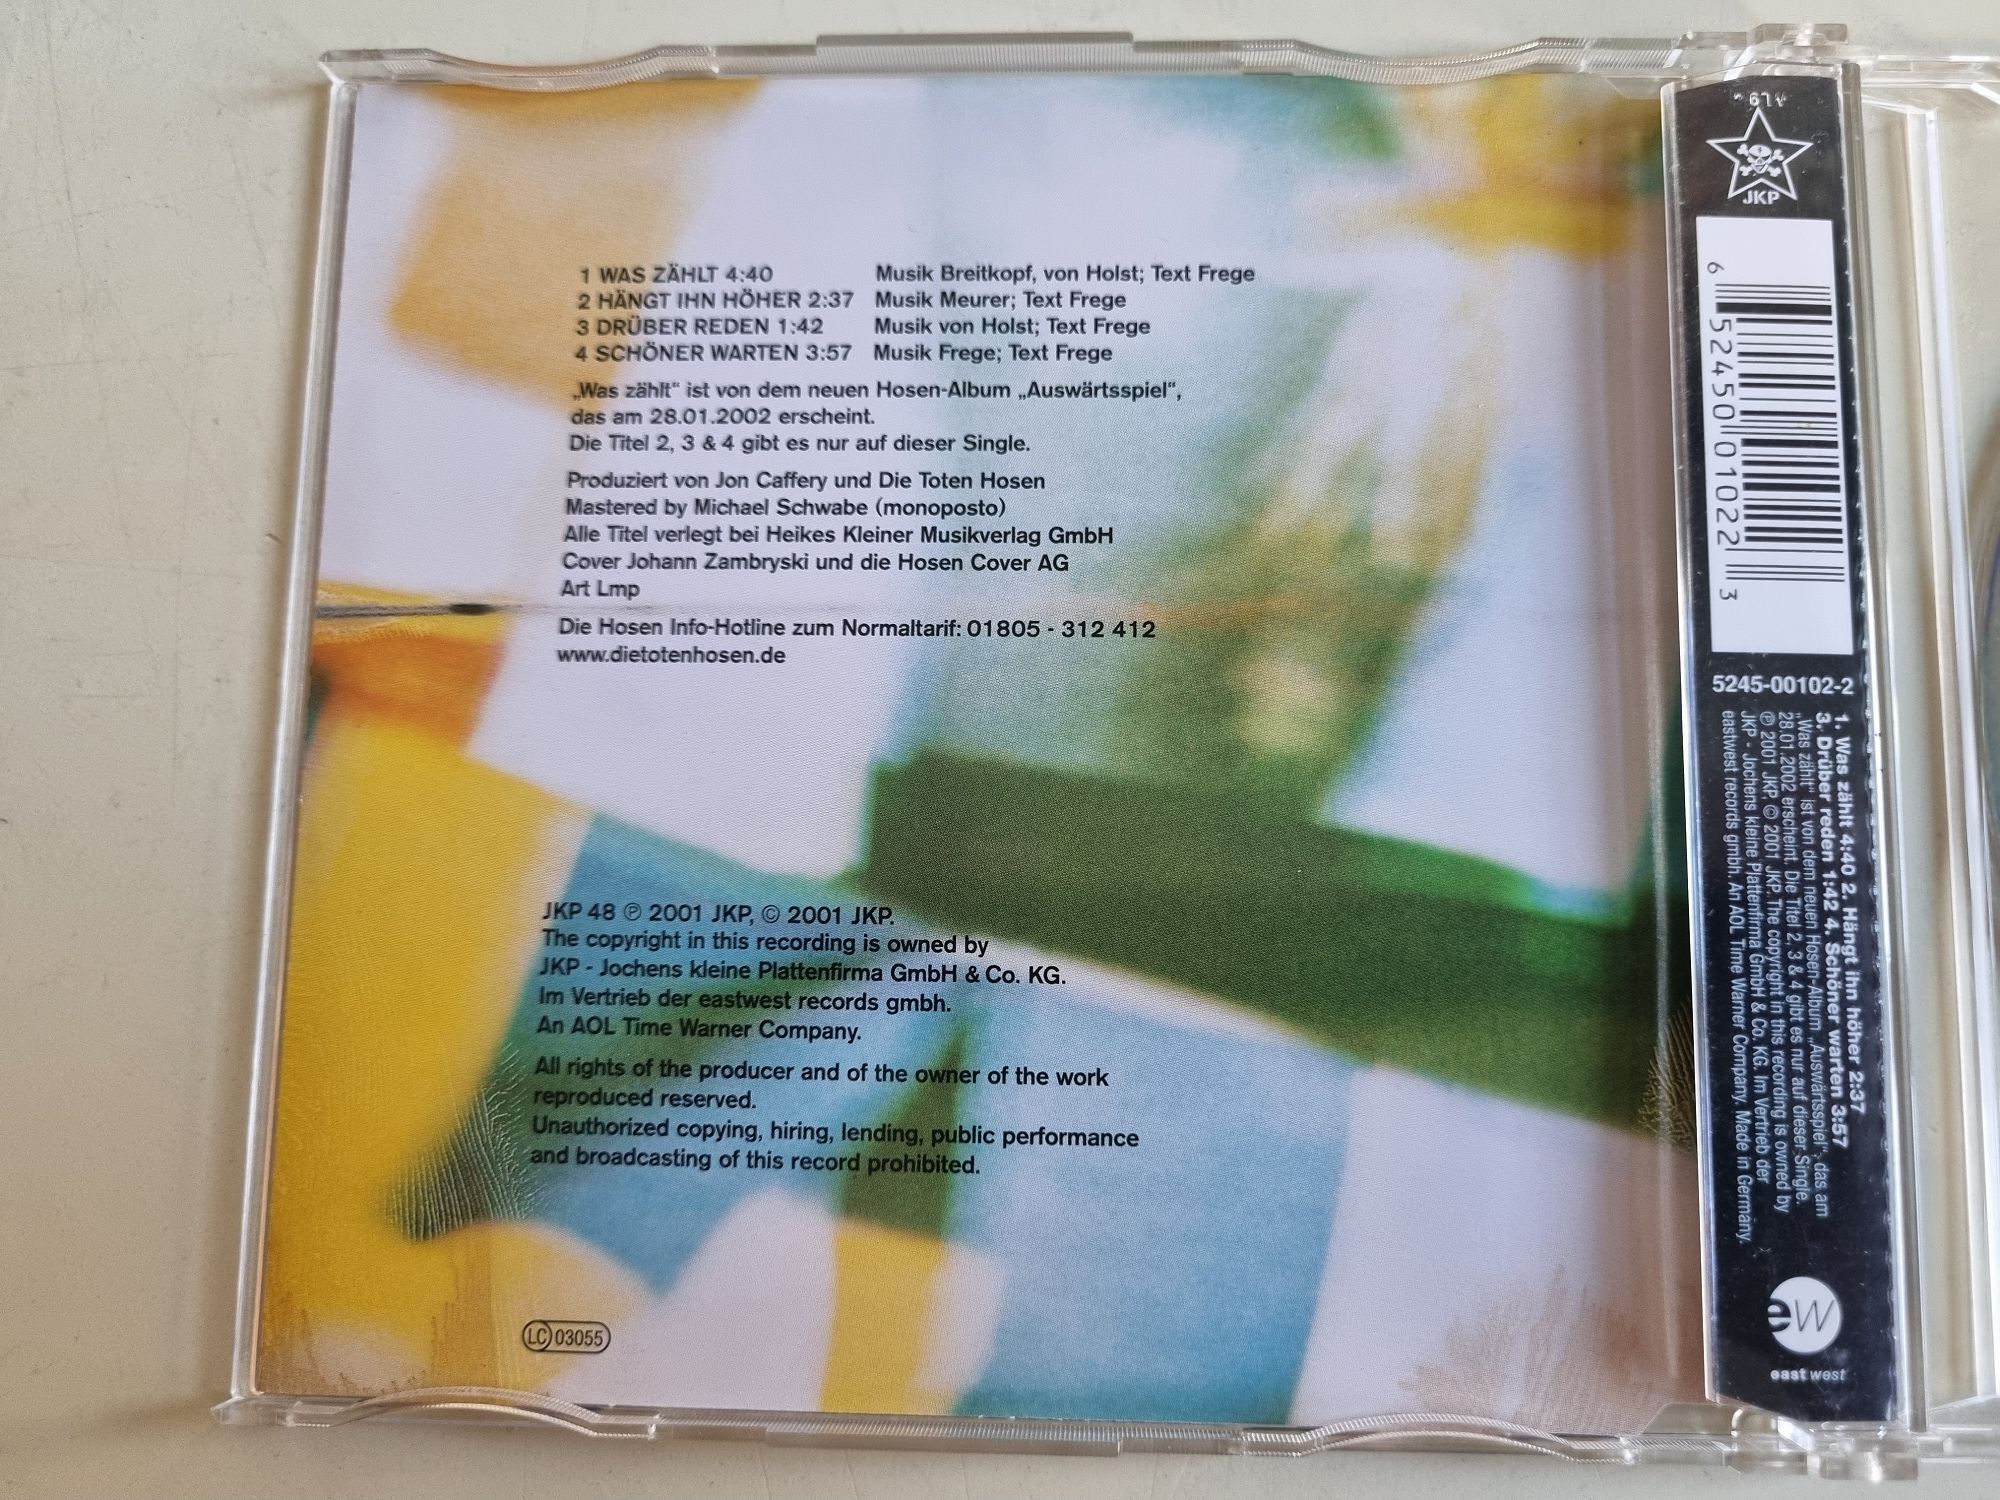 1 WAS ZÄHLT 4:40 Musik Breitkopf, von Holst; Text Frege
2 HÄNGT IHN HÖHER 2:37 Musik Meurer; Text Frege
3 DRÜBER REDEN 1:42 Musik von Holst; Text Frege
4 SCHÖNER WARTEN 3:57 Musik Frege; Text Frege
„Was zählt“ ist von dem neuen Hosen-Album „Auswärtsspiel“,
das am 28.01.2002 erscheint.
Die Titel 2, 3 & 4 gibt es nur auf dieser Single.
Produziert von Jon Caffery und Die Toten Hosen
Mastered by Michael Schwabe (monoposto)
Alle Titel verlegt bei Heikes Kleiner Musikverlag GmbH
Cover Johann Zambryski und die Hosen Cover AG
Art Lmp
Die Hosen Info-Hotline zum Normaltarif: 01805 - 312 412
www.dietotenhosen.de
JKP 48 ℗ 2001 JKP, © 2001 JKP.
The copyright in this recording is owned by
JKP - Jochens kleine Plattenfirma GmbH & Co. KG.
Im Vertrieb der eastwest records gmbh.
An AOL Time Warner Company.
All rights of the producer and of the owner of the work
reproduced reserved.
Unauthorized copying, hiring, lending, public performance
and broadcasting of this record prohibited.
LC 03055
JKP
6 52450 01022 3
5245-00102-2
1. Was zählt 4:40 2. Hängt ihn höher 2:37
3. Drüber reden 1:42 4. Schöner warten 3:57
„Was zählt“ ist von dem neuen Hosen-Album „Auswärtsspiel“, das am
28.01.2002 erscheint. Die Titel 2, 3 & 4 gibt es nur auf dieser Single.
℗ 2001 JKP, © 2001 JKP. The copyright in this recording is owned by
JKP - Jochens kleine Plattenfirma GmbH & Co. KG. Im Vertrieb der
eastwest records gmbh. An AOL Time Warner Company. Made in Germany.
ew
eastwest